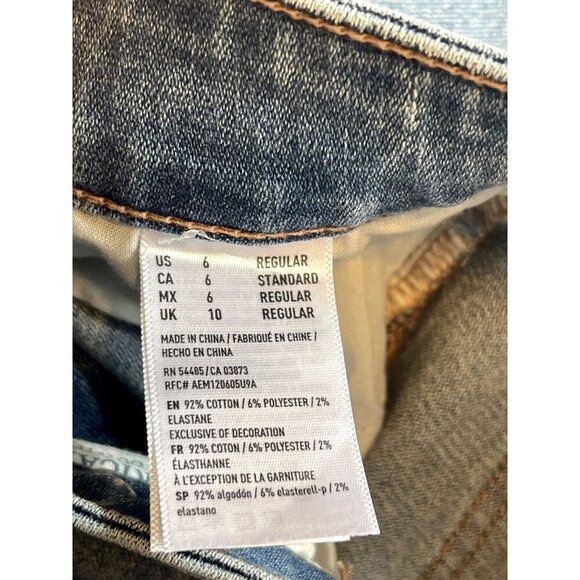 US 6 REGULAR
CA 6 STANDARD
MX 6 REGULAR
UK 10 REGULAR
MADE IN CHINA / FABRIQUÉ EN CHINE /
HECHO EN CHINA
RN 54485/CA 03873
RFC# AEM120605U9A
EN 92% COTTON / 6% POLYESTER / 2%
ELASTANE
EXCLUSIVE OF DECORATION
FR 92% COTON / 6% POLYESTER / 2%
ÉLASTHANNE
À L'EXCEPTION DE LA GARNITURE
SP 92% algodón / 6% elasterell-p / 2%
elastano